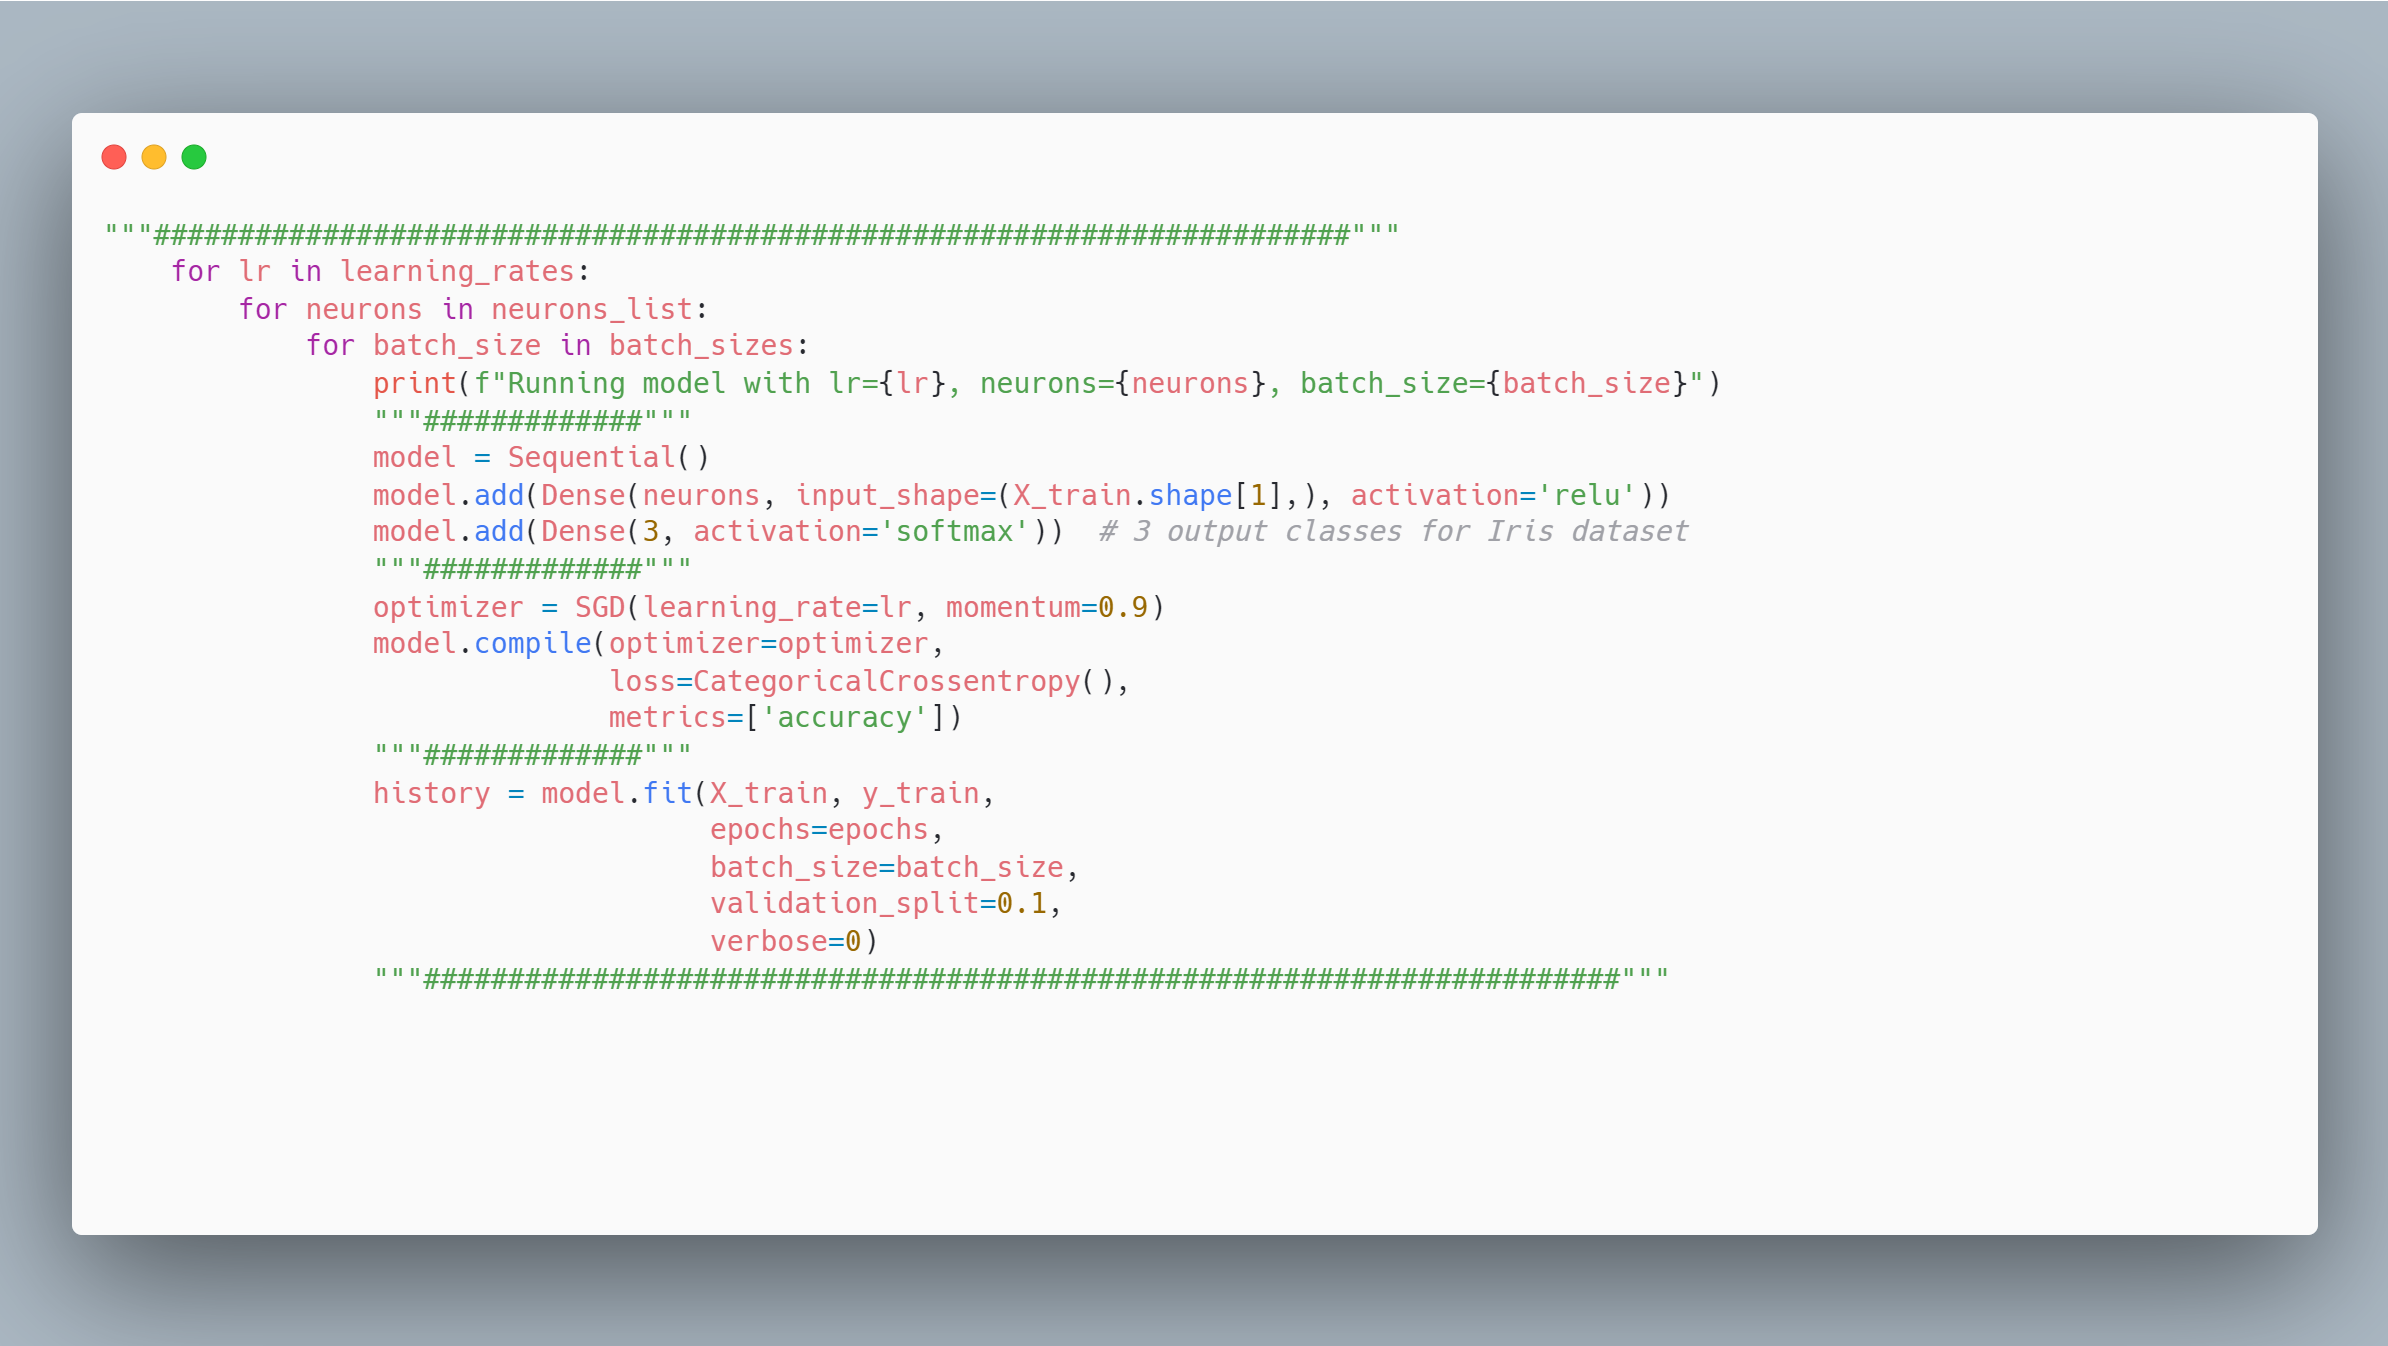 """#######################################################################"""
    for lr in learning_rates:
        for neurons in neurons_list:
            for batch_size in batch_sizes:
                print(f"Running model with lr={lr}, neurons={neurons}, batch_size={batch_size}")
                """#############"""
                model = Sequential()
                model.add(Dense(neurons, input_shape=(X_train.shape[1],), activation='relu'))
                model.add(Dense(3, activation='softmax'))  # 3 output classes for Iris dataset
                """#############"""
                optimizer = SGD(learning_rate=lr, momentum=0.9)
                model.compile(optimizer=optimizer,
                              loss=CategoricalCrossentropy(),
                              metrics=['accuracy'])
                """#############"""
                history = model.fit(X_train, y_train,
                                    epochs=epochs,
                                    batch_size=batch_size,
                                    validation_split=0.1,
                                    verbose=0)
                """#######################################################################"""